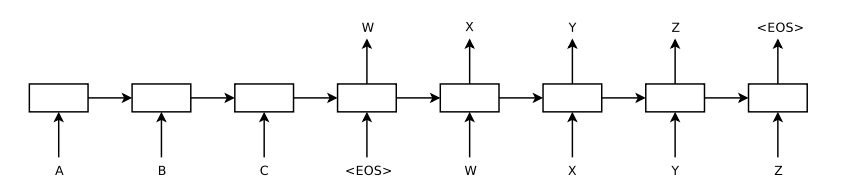 W X Y Z <EOS>
A B C <EOS> W X Y Z